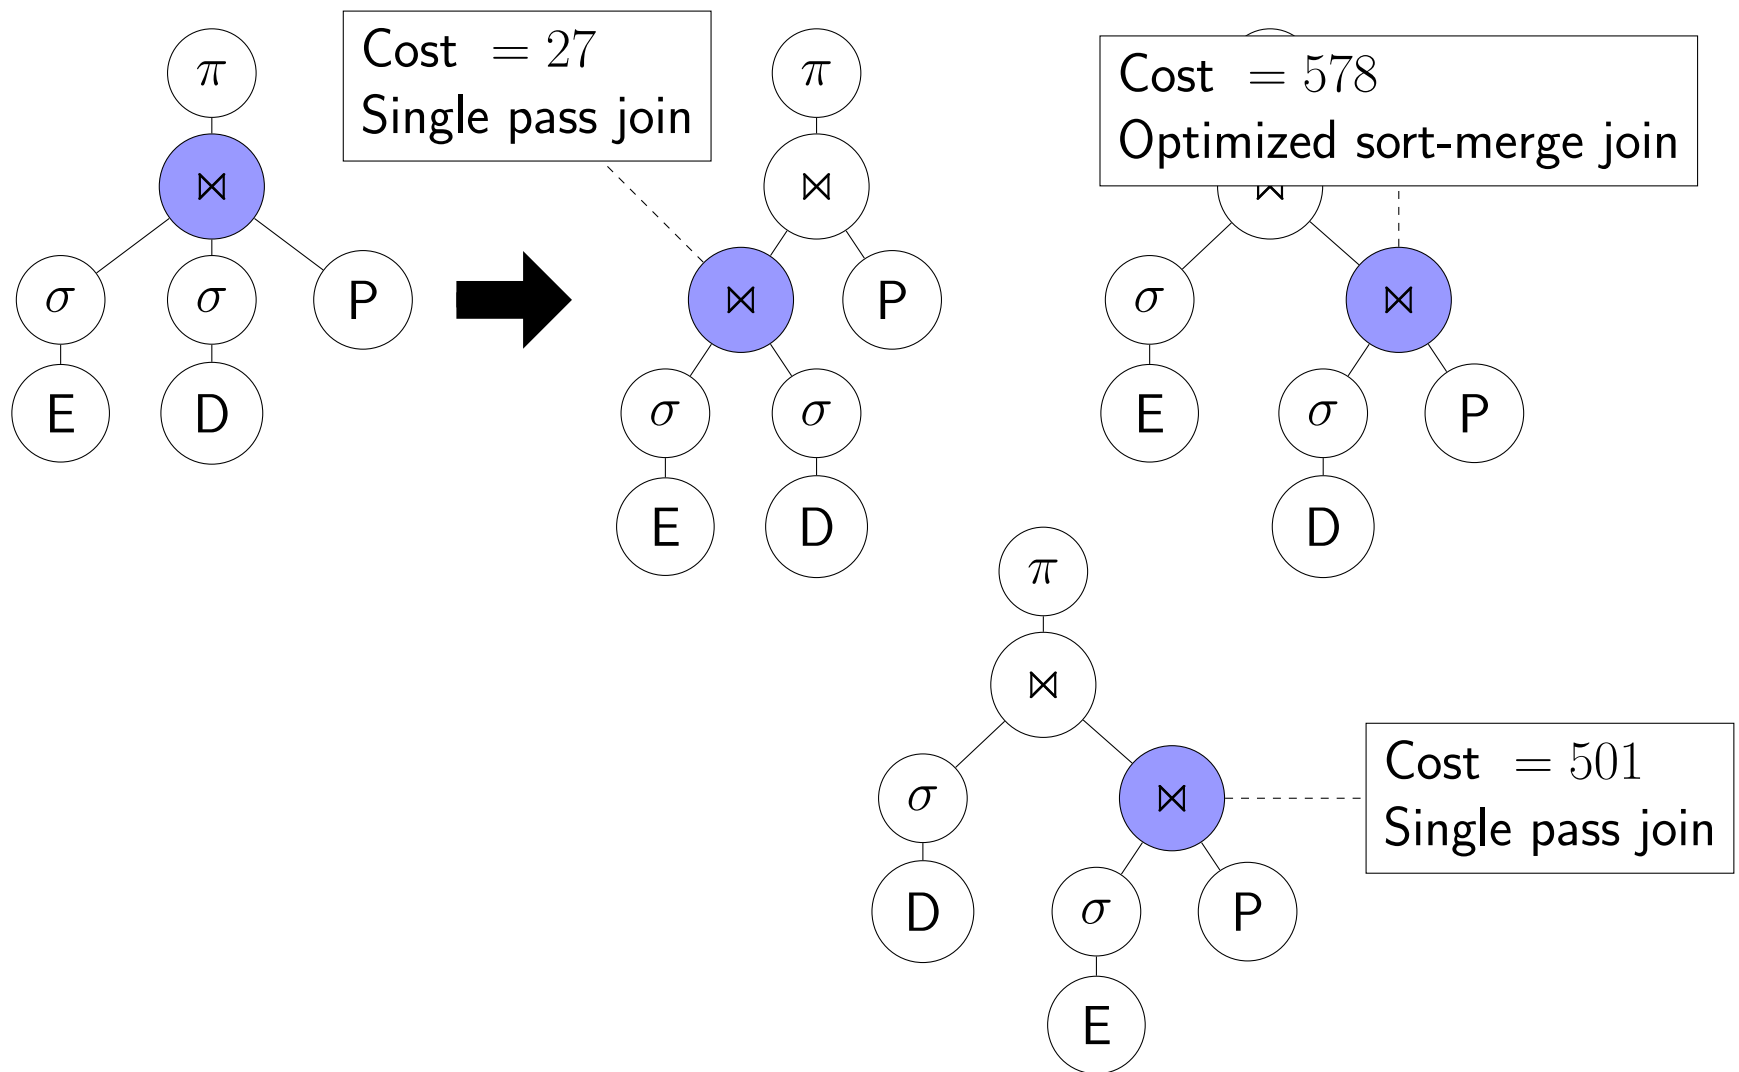 π
⋈
σ
σ
P
E
D
Cost = 27
Single pass join
π
⋈
⋈
P
σ
σ
E
D
Cost = 578
Optimized sort-merge join
⋈
σ
⋈
E
σ
P
D
π
⋈
σ
⋈
D
σ
P
E
Cost = 501
Single pass join